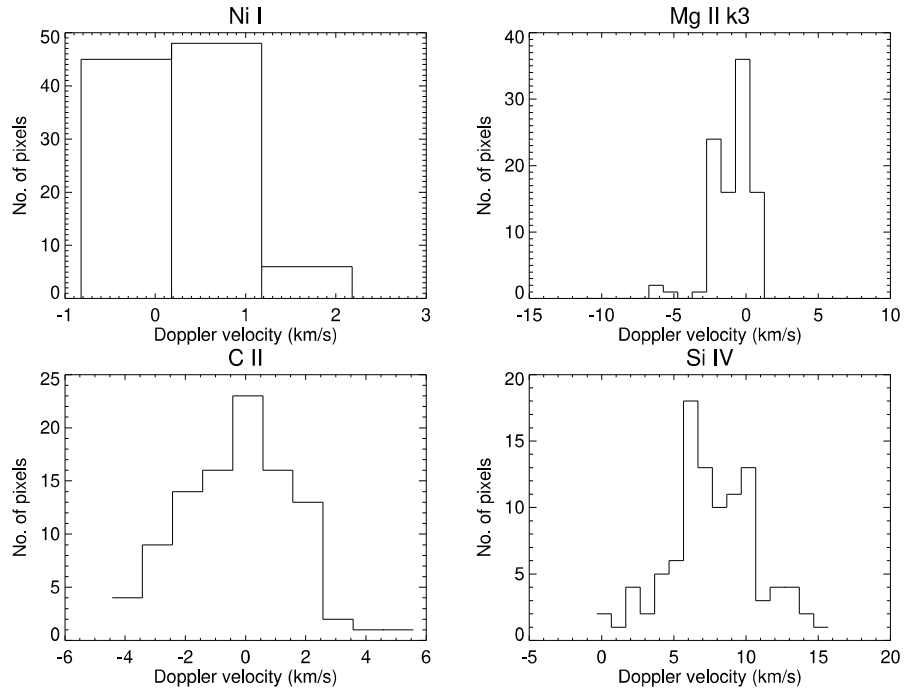 Ni I
50
40
30
20
10
0
No. of pixels
-1 0 1 2 3
Doppler velocity (km/s)
Mg II k3
40
30
20
10
0
No. of pixels
-15 -10 -5 0 5 10
Doppler velocity (km/s)
C II
25
20
15
10
5
0
No. of pixels
-6 -4 -2 0 2 4 6
Doppler velocity (km/s)
Si IV
20
15
10
5
0
No. of pixels
-5 0 5 10 15 20
Doppler velocity (km/s)